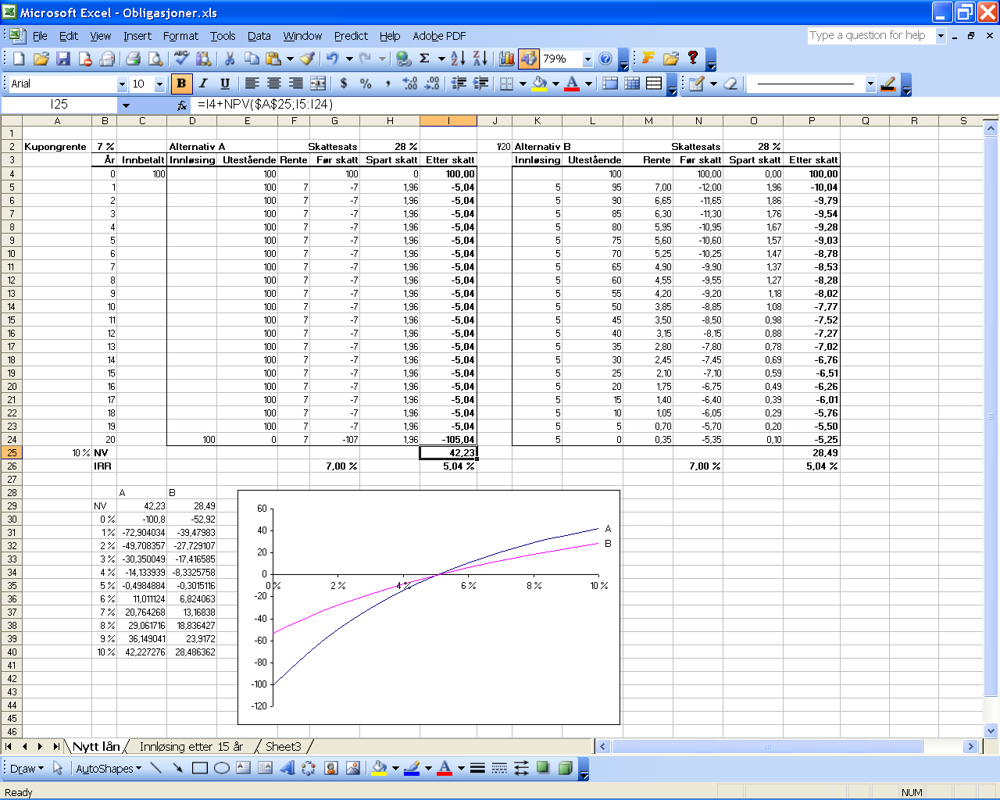 Microsoft Excel - Obligasjoner.xls
File Edit View Insert Format Tools Data Window Predict Help Adobe PDF Type a question for help
79%
Arial 10 B I U $ % ,
I25 fx =I4+NPV($A$25;I5:I24)
A B C D E F G H I J K L M N O P Q R S
1
2 Kupongrente 7 % Alternativ A Skattesats 28 % 1/20 Alternativ B Skattesats 28 %
3 År Innbetalt Innløsing Utestående Rente Før skatt Spart skatt Etter skatt Innløsing Utestående Rente Før skatt Spart skatt Etter skatt
4 0 100 100 100 0 100,00 100 100,00 0,00 100,00
5 1 100 7 -7 1,96 -5,04 5 95 7,00 -12,00 1,96 -10,04
6 2 100 7 -7 1,96 -5,04 5 90 6,65 -11,65 1,86 -9,79
7 3 100 7 -7 1,96 -5,04 5 85 6,30 -11,30 1,76 -9,54
8 4 100 7 -7 1,96 -5,04 5 80 5,95 -10,95 1,67 -9,28
9 5 100 7 -7 1,96 -5,04 5 75 5,60 -10,60 1,57 -9,03
10 6 100 7 -7 1,96 -5,04 5 70 5,25 -10,25 1,47 -8,78
11 7 100 7 -7 1,96 -5,04 5 65 4,90 -9,90 1,37 -8,53
12 8 100 7 -7 1,96 -5,04 5 60 4,55 -9,55 1,27 -8,28
13 9 100 7 -7 1,96 -5,04 5 55 4,20 -9,20 1,18 -8,02
14 10 100 7 -7 1,96 -5,04 5 50 3,85 -8,85 1,08 -7,77
15 11 100 7 -7 1,96 -5,04 5 45 3,50 -8,50 0,98 -7,52
16 12 100 7 -7 1,96 -5,04 5 40 3,15 -8,15 0,88 -7,27
17 13 100 7 -7 1,96 -5,04 5 35 2,80 -7,80 0,78 -7,02
18 14 100 7 -7 1,96 -5,04 5 30 2,45 -7,45 0,69 -6,76
19 15 100 7 -7 1,96 -5,04 5 25 2,10 -7,10 0,59 -6,51
20 16 100 7 -7 1,96 -5,04 5 20 1,75 -6,75 0,49 -6,26
21 17 100 7 -7 1,96 -5,04 5 15 1,40 -6,40 0,39 -6,01
22 18 100 7 -7 1,96 -5,04 5 10 1,05 -6,05 0,29 -5,76
23 19 100 7 -7 1,96 -5,04 5 5 0,70 -5,70 0,20 -5,50
24 20 100 0 7 -107 1,96 -105,04 5 0 0,35 -5,35 0,10 -5,25
25 10 % NV 42,23 28,49
26 IRR 7,00 % 5,04 % 7,00 % 5,04 %
27
28 A B
29 NV 42,23 28,49
30 0 % -100,8 -52,92
31 1 % -72,904034 -39,47983
32 2 % -49,708357 -27,729107
33 3 % -30,350049 -17,416585
34 4 % -14,133939 -8,3325758
35 5 % -0,4984884 -0,3015116
36 6 % 11,011124 6,824063
37 7 % 20,764268 13,16838
38 8 % 29,061716 18,836427
39 9 % 36,149041 23,9172
40 10 % 42,227276 28,486362
41
42
43
44
45
46
60
40
20
0
-20
-40
-60
-80
-100
-120
0 % 2 % 4 % 6 % 8 % 10 %
A
B
Nytt lån Innløsing etter 15 år Sheet3
Draw AutoShapes
Ready NUM